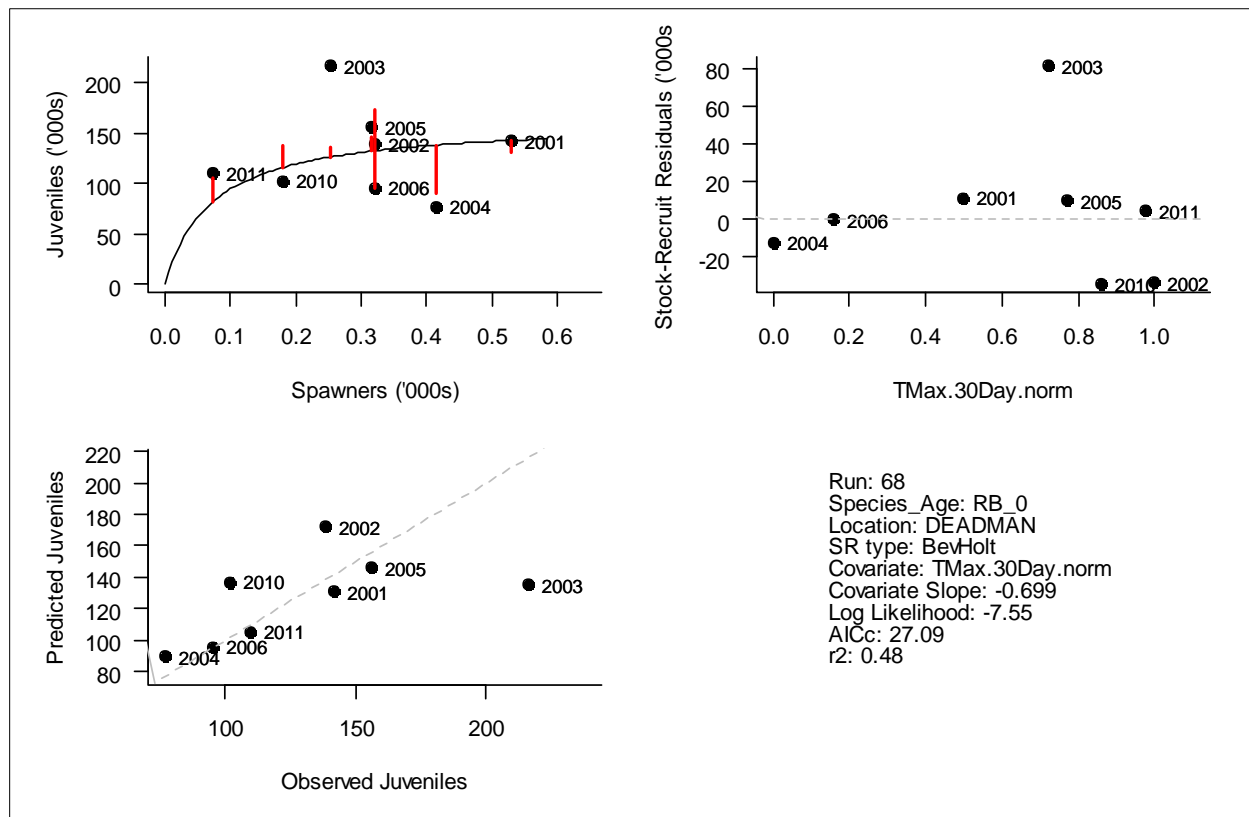 Juveniles ('000s)
200
150
100
50
0
2003
2005
2002
2001
2011
2010
2006
2004
0.0 0.1 0.2 0.3 0.4 0.5 0.6
Spawners ('000s)
Stock-Recruit Residuals ('000s
80
60
40
20
0
-20
2003
2001
2005
2011
2006
2004
2010
2002
0.0 0.2 0.4 0.6 0.8 1.0
TMax.30Day.norm
Predicted Juveniles
220
200
180
160
140
120
100
80
2002
2010
2005
2001
2003
2011
2006
2004
100 150 200
Observed Juveniles
Run: 68
Species_Age: RB_0
Location: DEADMAN
SR type: BevHolt
Covariate: TMax.30Day.norm
Covariate Slope: -0.699
Log Likelihood: -7.55
AICc: 27.09
r2: 0.48